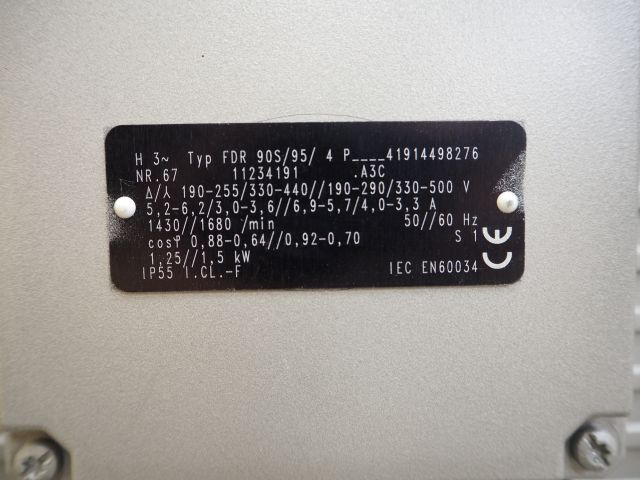 H 3~ Typ FDR 90S/95/ 4 P____41914498276
NR.67 11234191 .A3C
Δ/⅄ 190-255/330-440//190-290/330-500 V
5,2-6,2/3,0-3,6//6,9-5,7/4,0-3,3 A
1430//1680 /min 50//60 Hz
cosφ 0,88-0,64//0,92-0,70 S 1
1,25//1,5 kW
IP55 I.CL.-F IEC EN60034
CE